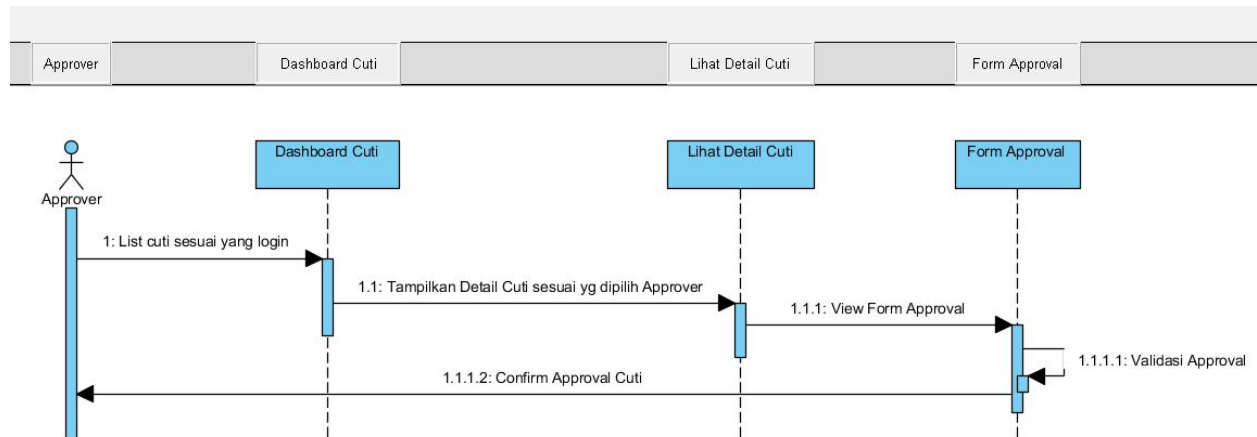 Approver
Dashboard Cuti
Lihat Detail Cuti
Form Approval
Dashboard Cuti
Lihat Detail Cuti
Form Approval
Approver
1: List cuti sesuai yang login
1.1: Tampilkan Detail Cuti sesuai yg dipilih Approver
1.1.1: View Form Approval
1.1.1.1: Validasi Approval
1.1.1.2: Confirm Approval Cuti